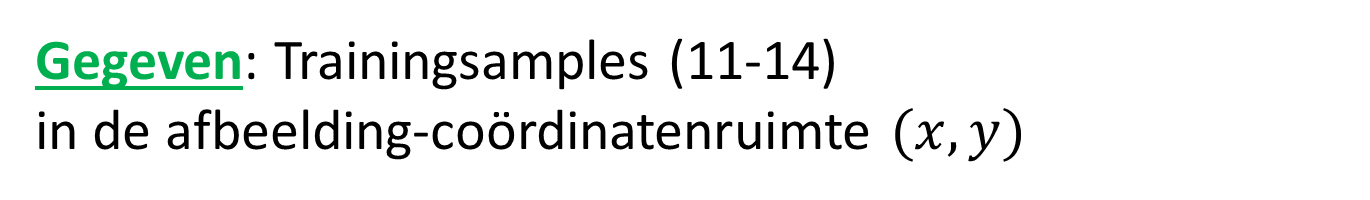 Gegeven: Trainingsamples (11-14)
in de afbeelding-coördinatenruimte (x, y)